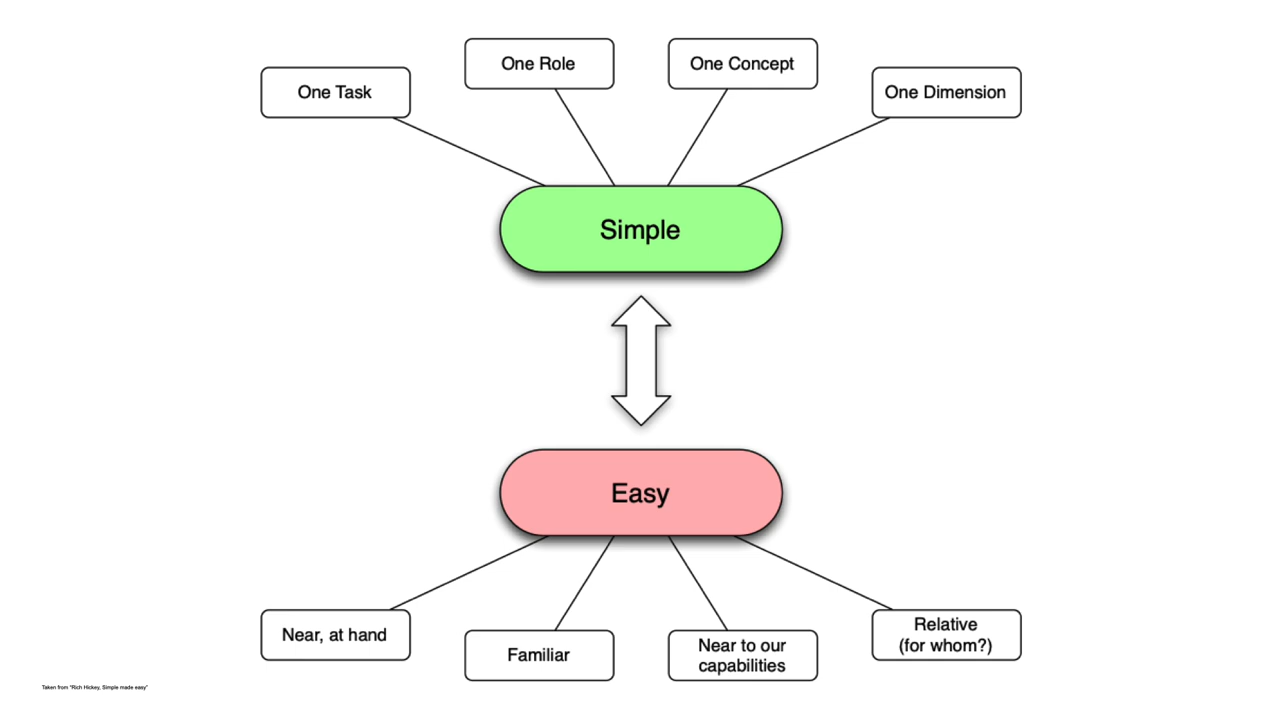 One Task
One Role
One Concept
One Dimension
Simple
Easy
Near, at hand
Familiar
Near to our
capabilities
Relative
(for whom?)
Taken from "Rich Hickey, Simple made easy"